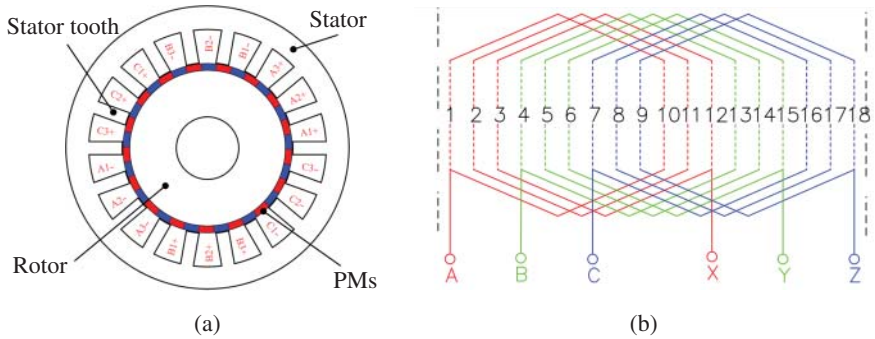 Stator tooth
Stator
B3-
B2-
B1-
A3+
A2+
A1+
C3-
C2-
C1-
B3+
B2+
B1+
A3-
A2-
A1-
C3+
C2+
C1+
Rotor
PMs
(a)
1 2 3 4 5 6 7 8 9 10 11 12 13 14 15 16 17 18
A B C X Y Z
(b)